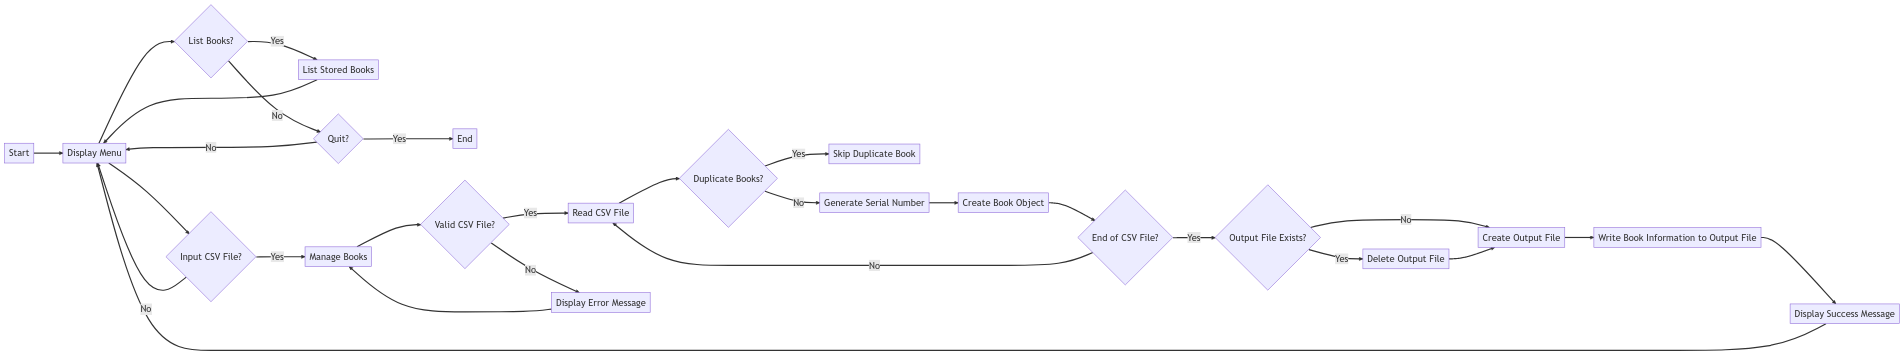 List Books?
Yes
List Stored Books
No
Quit?
Yes
End
Start
Display Menu
No
Duplicate Books?
Yes
Skip Duplicate Book
Valid CSV File?
Yes
Read CSV File
No
Generate Serial Number
Create Book Object
Input CSV File?
Yes
Manage Books
No
Display Error Message
End of CSV File?
Yes
No
Output File Exists?
No
Yes
Delete Output File
Create Output File
Write Book Information to Output File
No
Display Success Message